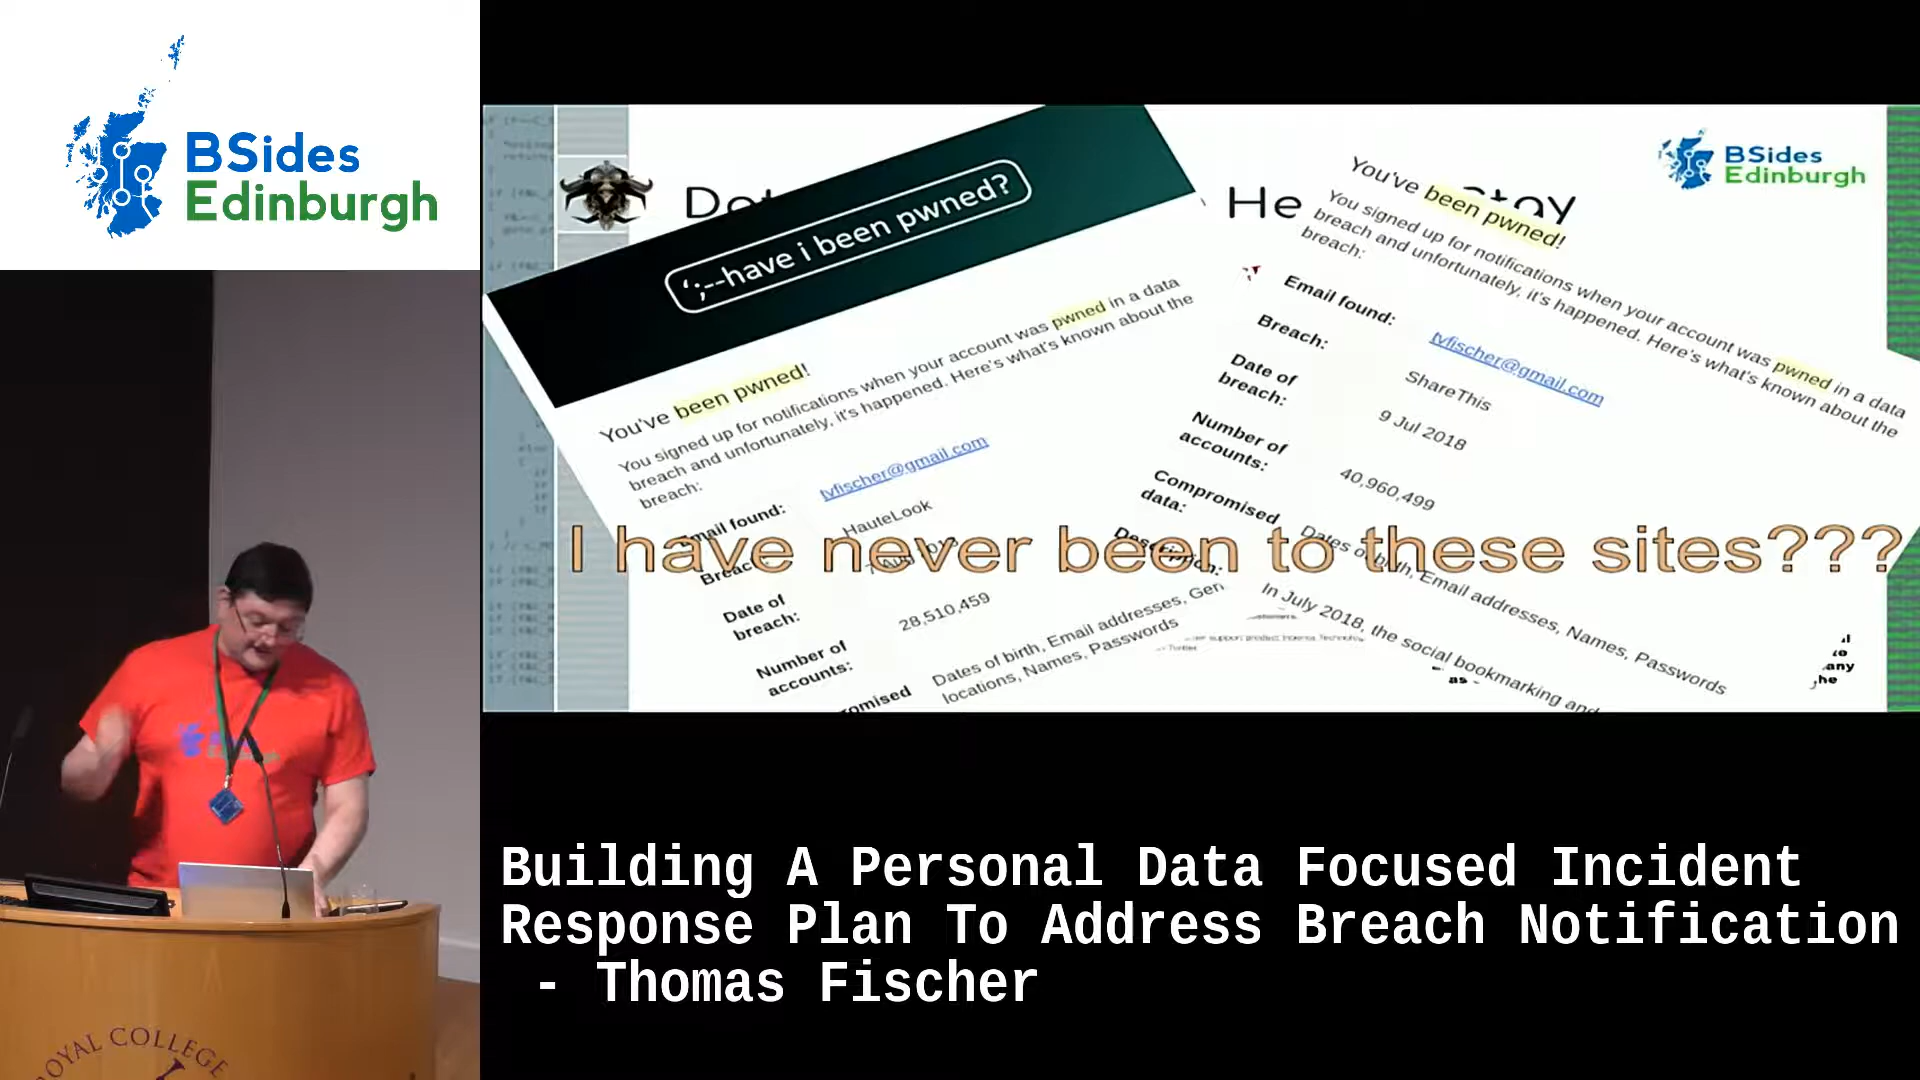 BSides
Edinburgh
BSides
Edinburgh
He
';--have i been pwned?
You've been pwned!
You signed up for notifications when your account was pwned in a data
breach and unfortunately, it's happened. Here's what's known about the
breach:
tvfischer@gmail.com
HauteLook
Date of
breach:
28,510,459
Number of
accounts:
Dates of birth, Email addresses, Gen
locations, Names, Passwords
You've been pwned!
You signed up for notifications when your account was pwned in a data
breach and unfortunately, it's happened. Here's what's known about the
breach:
Email found:
tvfischer@gmail.com
Breach:
ShareThis
Date of
breach:
9 Jul 2018
Number of
accounts:
40,960,499
Compromised
data:
Dates of birth, Email addresses, Names, Passwords
Description:
In July 2018, the social bookmarking and
I have never been to these sites???
Building A Personal Data Focused Incident
Response Plan To Address Breach Notification
- Thomas Fischer
ROYAL COLLEGE